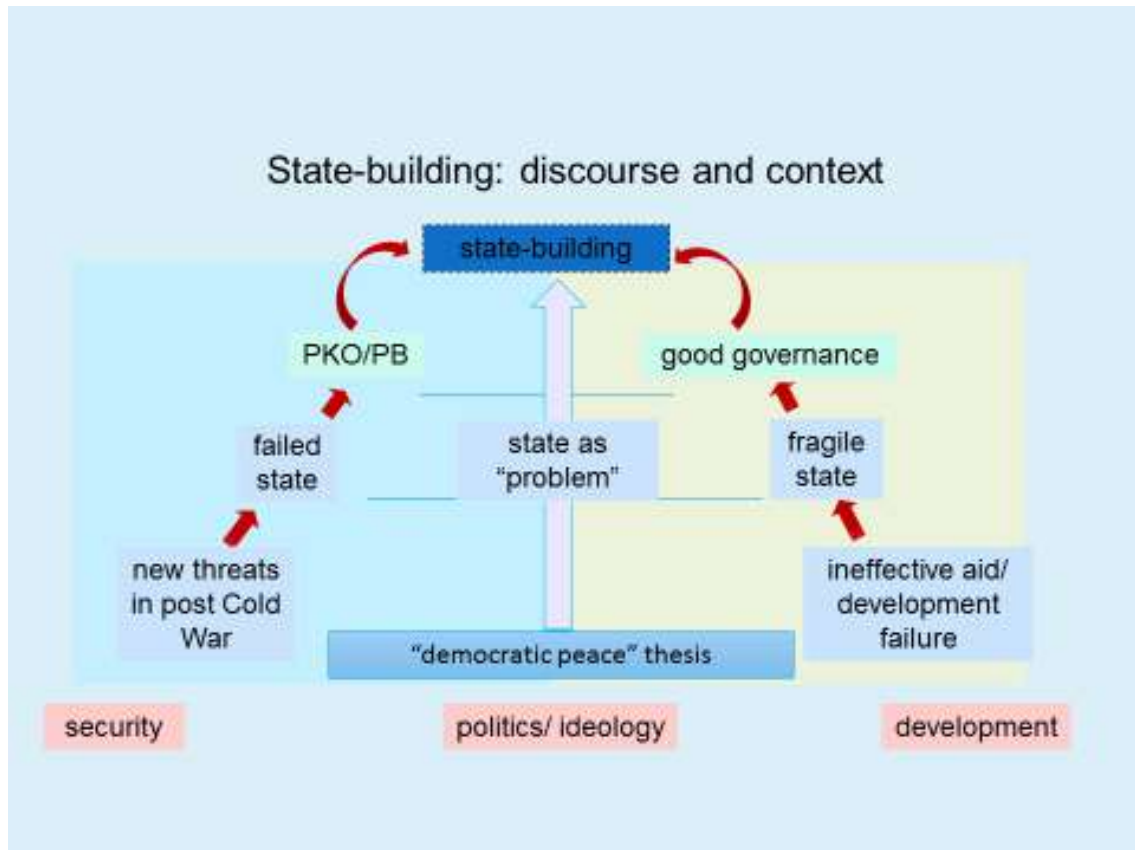 State-building: discourse and context
state-building
PKO/PB
good governance
failed
state
state as
“problem”
fragile
state
new threats
in post Cold
War
ineffective aid/
development
failure
“democratic peace” thesis
security
politics/ ideology
development